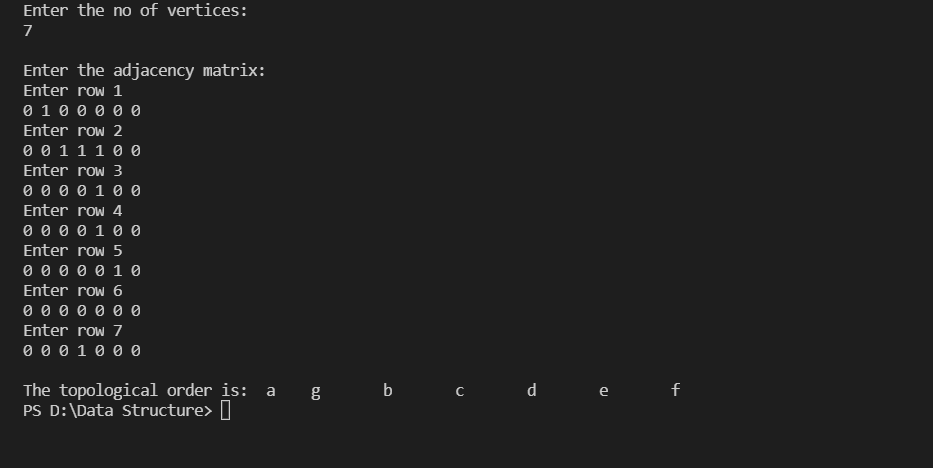 Enter the no of vertices:
7
Enter the adjacency matrix:
Enter row 1
0 1 0 0 0 0 0
Enter row 2
0 0 1 1 1 0 0
Enter row 3
0 0 0 0 1 0 0
Enter row 4
0 0 0 0 1 0 0
Enter row 5
0 0 0 0 0 1 0
Enter row 6
0 0 0 0 0 0 0
Enter row 7
0 0 0 1 0 0 0
The topological order is: a g b c d e f
PS D:\Data Structure>